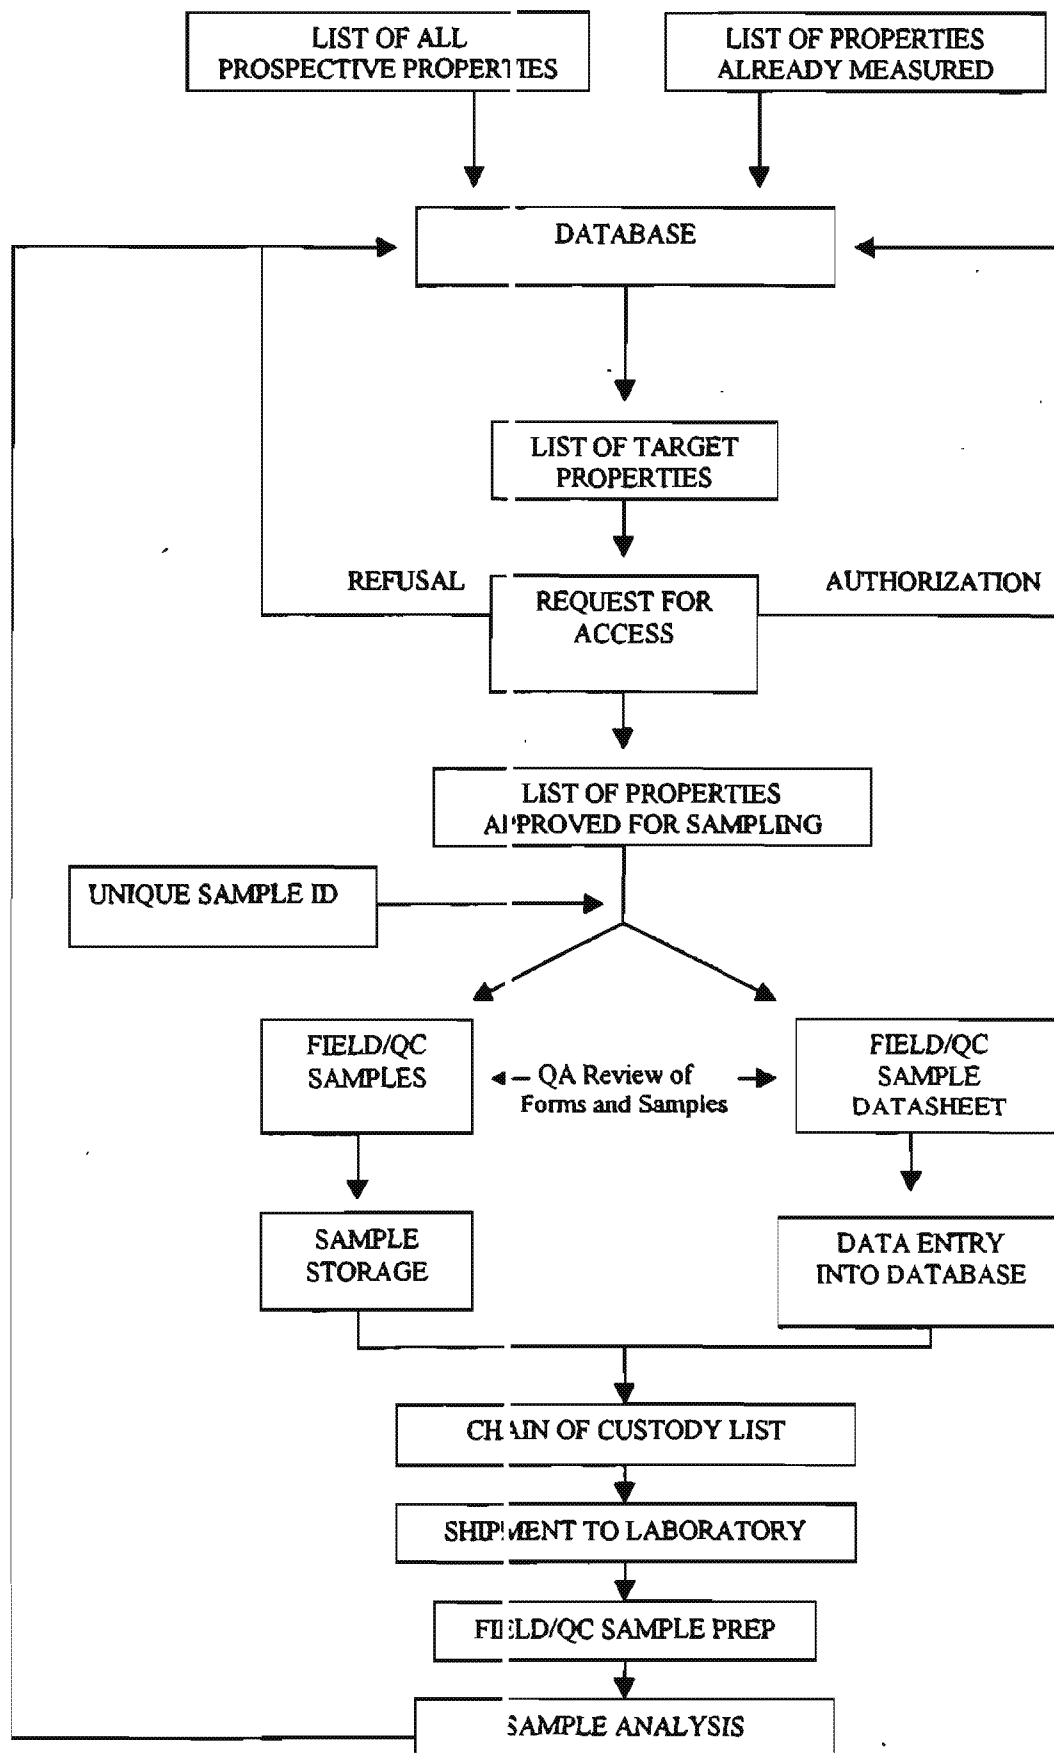 LIST OF ALL
PROSPECTIVE PROPERTIES
LIST OF PROPERTIES
ALREADY MEASURED
DATABASE
LIST OF TARGET
PROPERTIES
REFUSAL
REQUEST FOR
ACCESS
AUTHORIZATION
LIST OF PROPERTIES
APPROVED FOR SAMPLING
UNIQUE SAMPLE ID
FIELD/QC
SAMPLES
QA Review of
Forms and Samples
FIELD/QC
SAMPLE
DATASHEET
SAMPLE
STORAGE
DATA ENTRY
INTO DATABASE
CHAIN OF CUSTODY LIST
SHIPMENT TO LABORATORY
FIELD/QC SAMPLE PREP
SAMPLE ANALYSIS